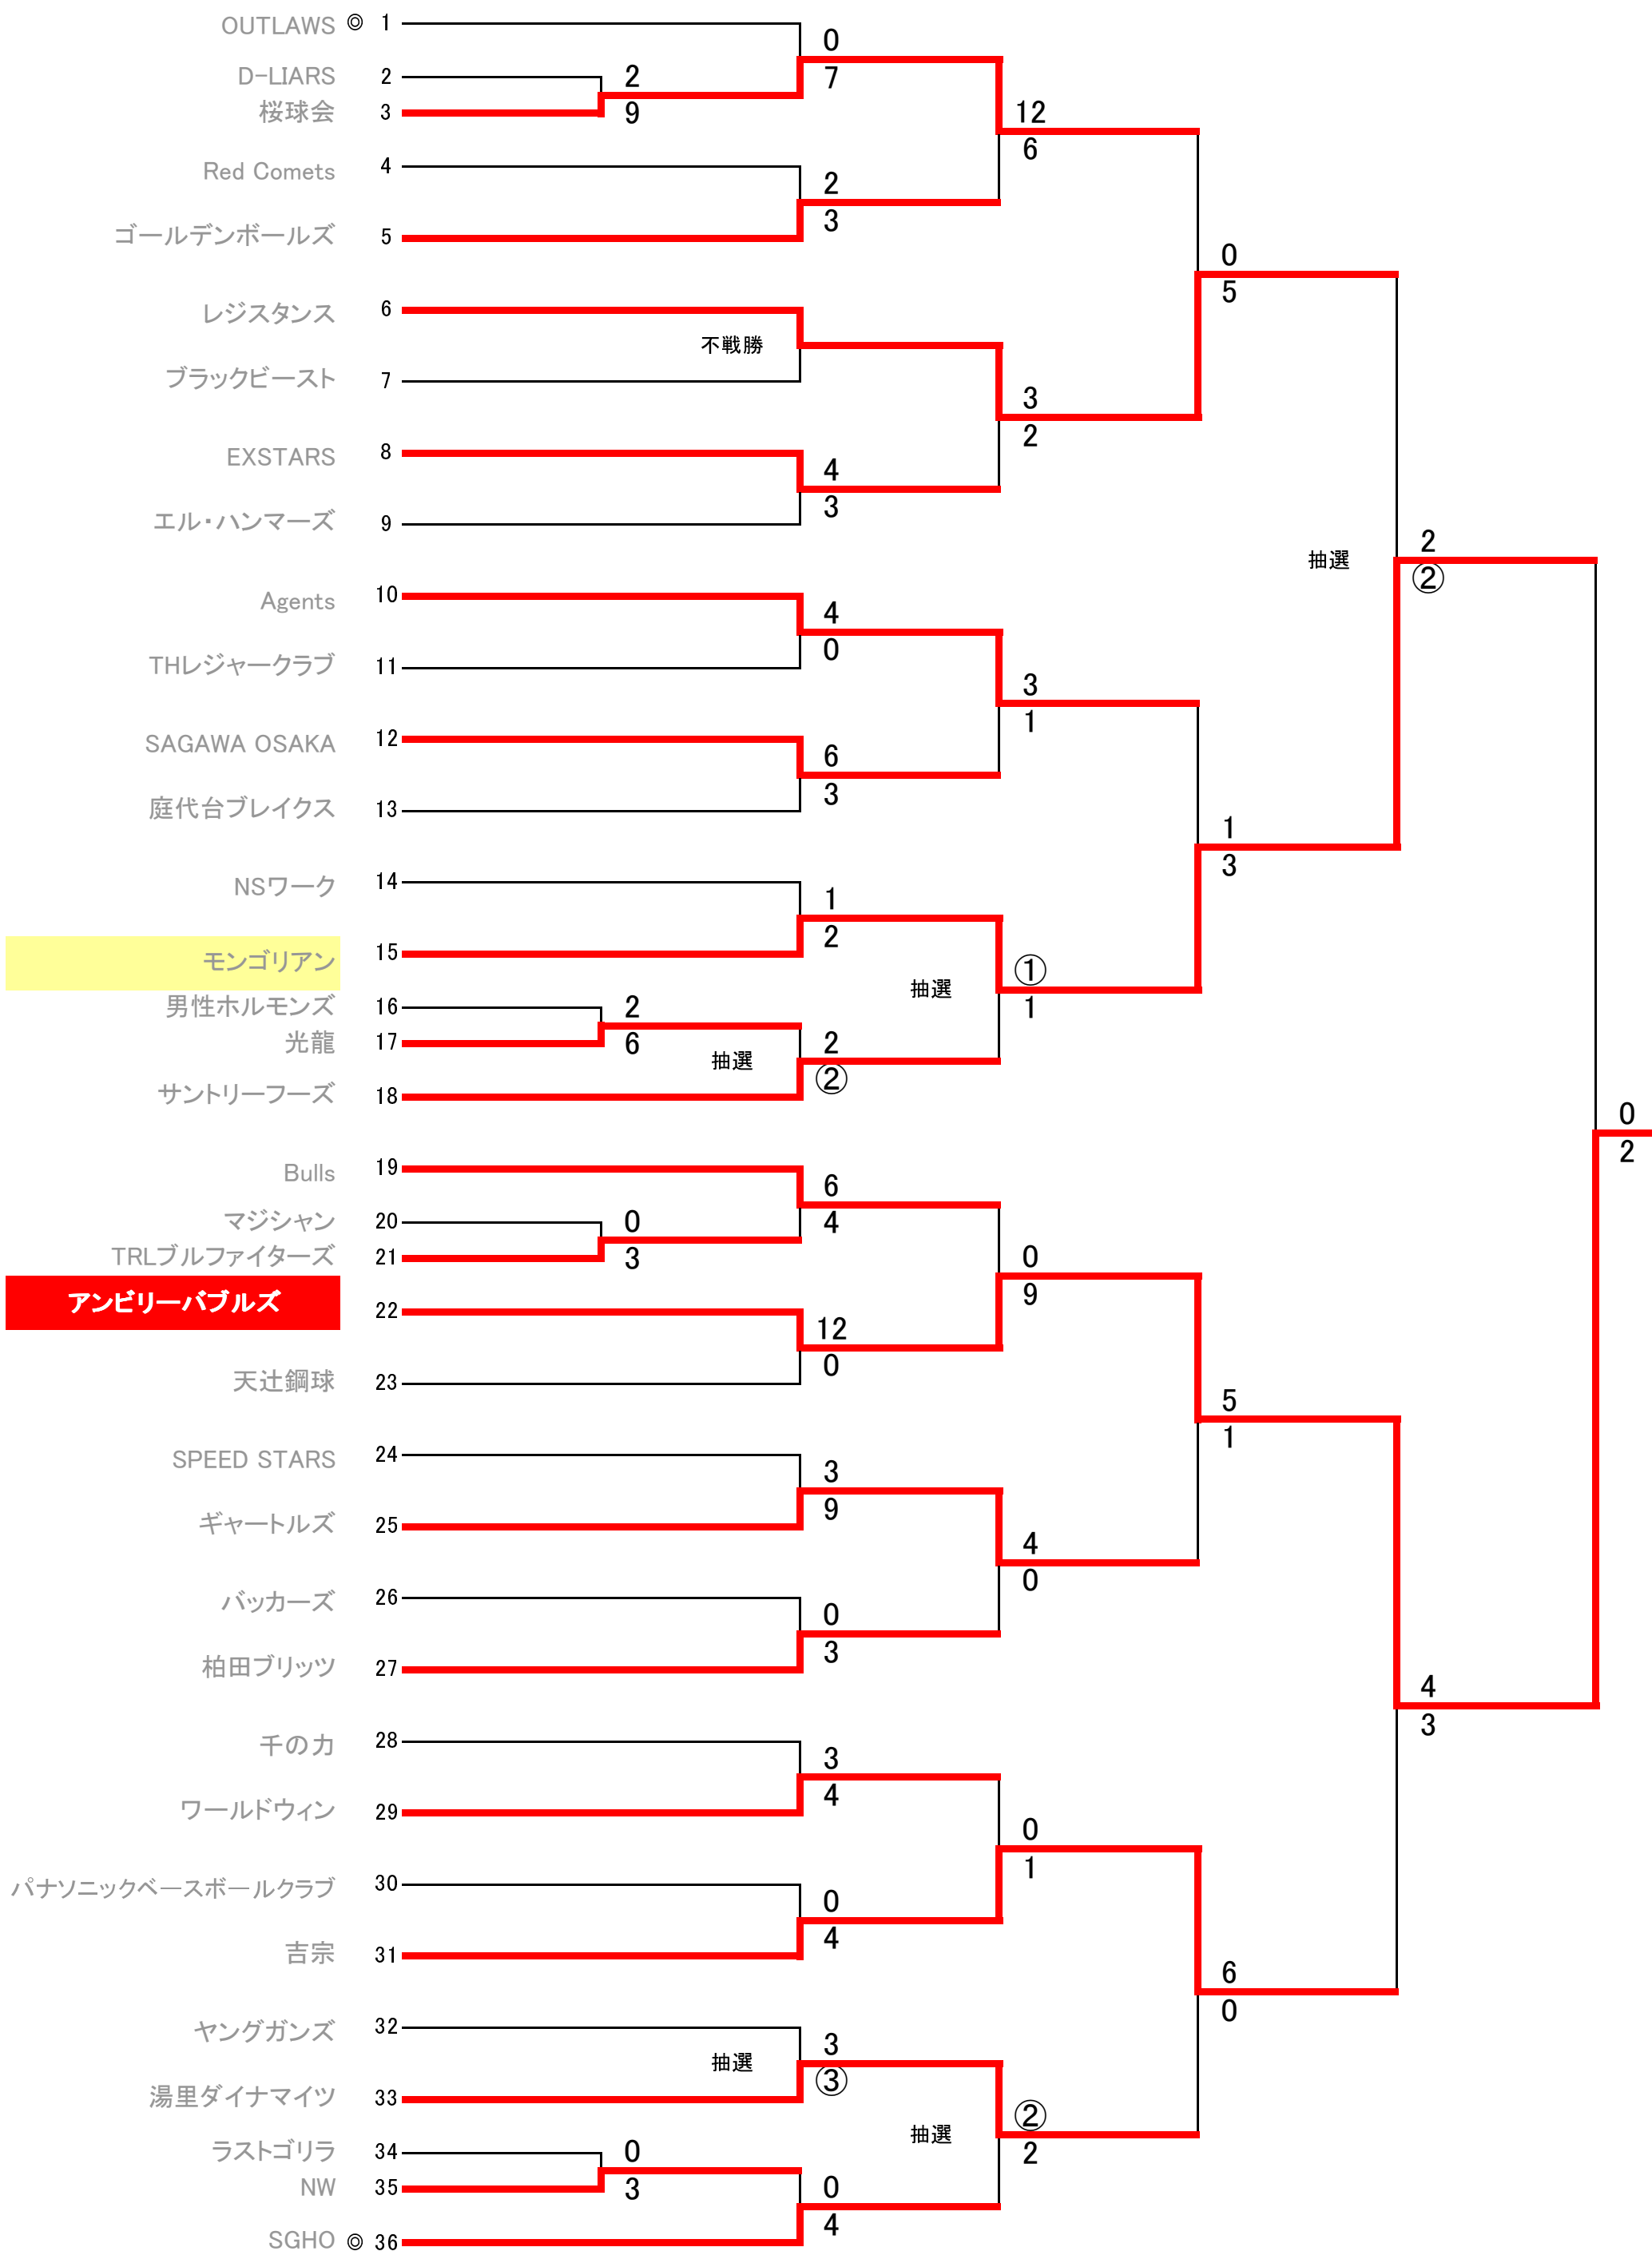 OUTLAWS ◎ 1
0
7
D-LIARS 2
2
9
桜球会 3
12
6
Red Comets 4
2
3
ゴールデンボールズ 5
0
5
レジスタンス 6
不戦勝
ブラックビースト 7
3
2
EXSTARS 8
4
3
エル・ハンマーズ 9
抽選
2
②
Agents 10
4
0
THレジャークラブ 11
3
1
SAGAWA OSAKA 12
6
3
庭代台ブレイクス 13
1
3
NSワーク 14
1
2
モンゴリアン 15
抽選
①
1
男性ホルモンズ 16
2
6
光龍 17
抽選
2
②
サントリーフーズ 18
0
2
Bulls 19
6
4
マジシャン 20
0
3
TRLブルファイターズ 21
0
9
アンビリーバブルズ 22
12
0
天辻鋼球 23
5
1
SPEED STARS 24
3
9
ギャートルズ 25
4
0
バッカーズ 26
0
3
柏田ブリッツ 27
4
3
千の力 28
3
4
ワールドウィン 29
0
1
パナソニックベースボールクラブ 30
0
4
吉宗 31
6
0
ヤングガンズ 32
抽選
3
③
湯里ダイナマイツ 33
抽選
②
2
ラストゴリラ 34
0
3
NW 35
0
4
SGHO ◎ 36